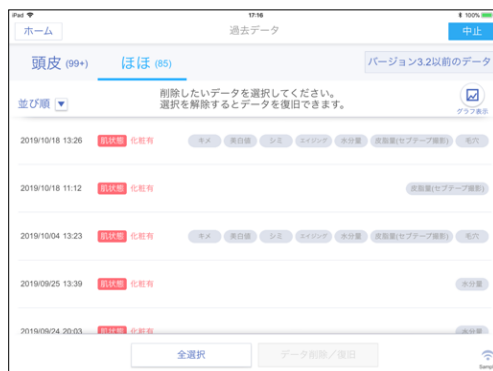 iPad 17:16 100%
ホーム 過去データ 中止
頭皮 (99+) ほほ (85) バージョン3.2以前のデータ
削除したいデータを選択してください。
並び順 選択を解除するとデータを復旧できます。
グラフ表示
2019/10/18 13:26 肌状態 化粧有 キメ 美白値 シミ エイジング 水分量 皮脂量(セブテープ撮影) 毛穴
2019/10/18 11:12 肌状態 化粧有 皮脂量(セブテープ撮影)
2019/10/04 13:23 肌状態 化粧有 キメ 美白値 シミ エイジング 水分量 皮脂量(セブテープ撮影) 毛穴
2019/09/25 13:39 肌状態 化粧有 水分量
2019/09/24 20:03 肌状態 化粧有 水分量
全選択 データ削除/復旧
Sampl